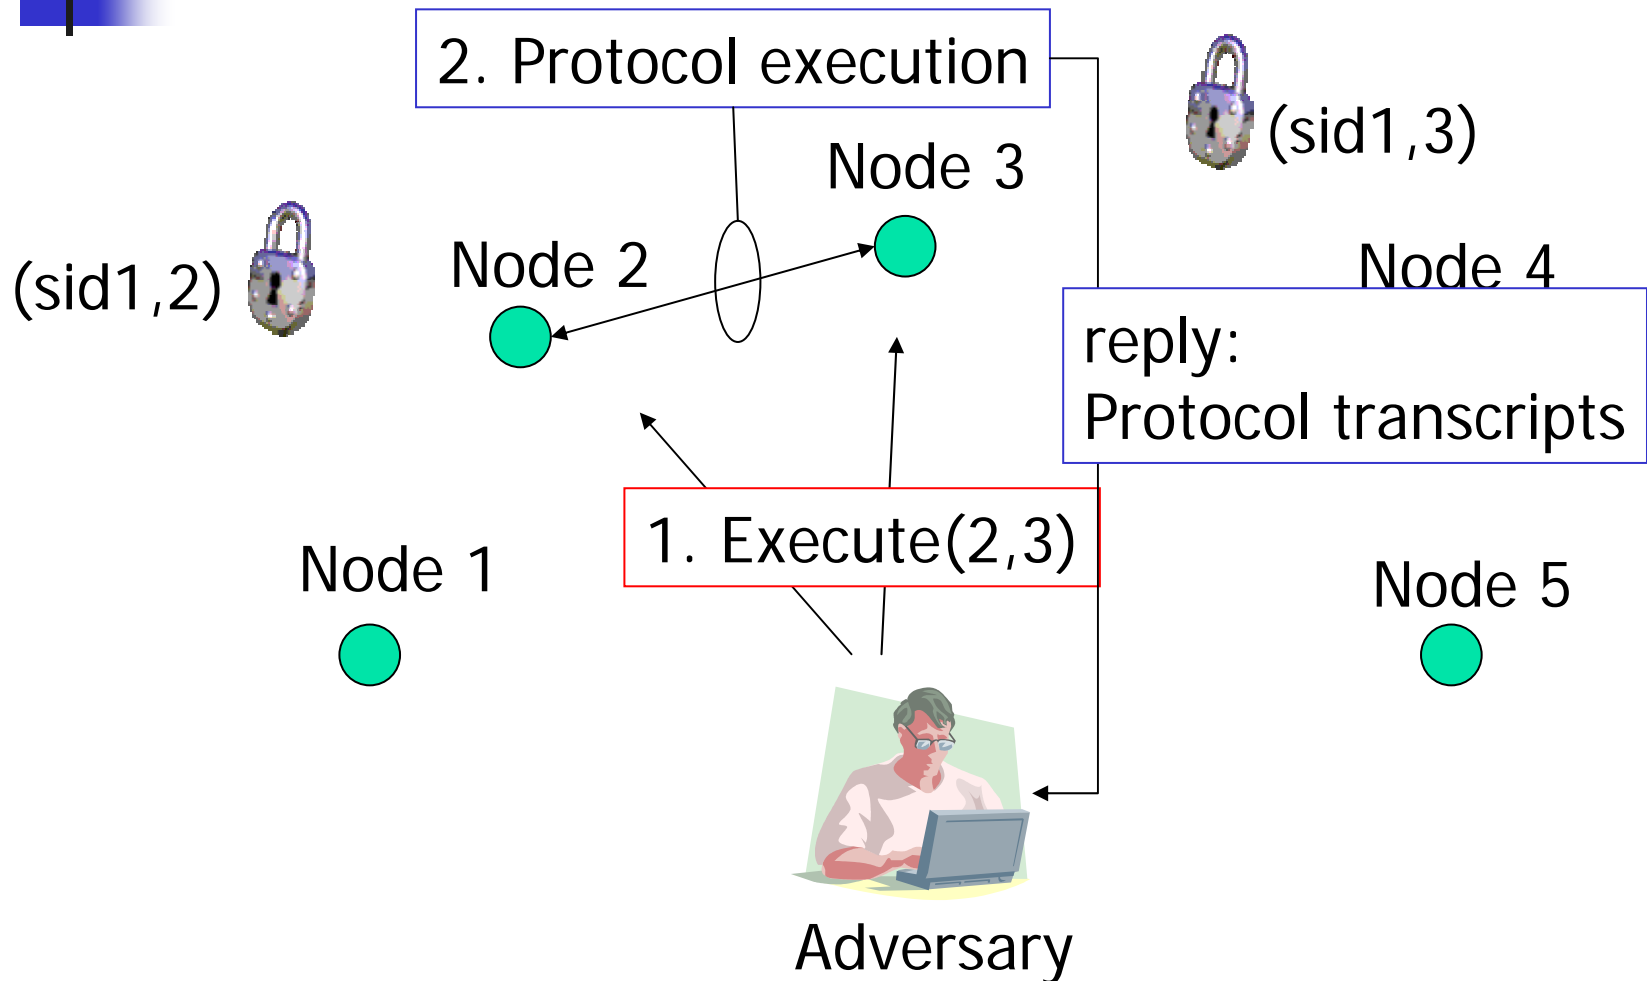 2. Protocol execution
(sid1,3)
Node 3
Node 2
Node 4
(sid1,2)
reply:
Protocol transcripts
1. Execute(2,3)
Node 1
Node 5
Adversary